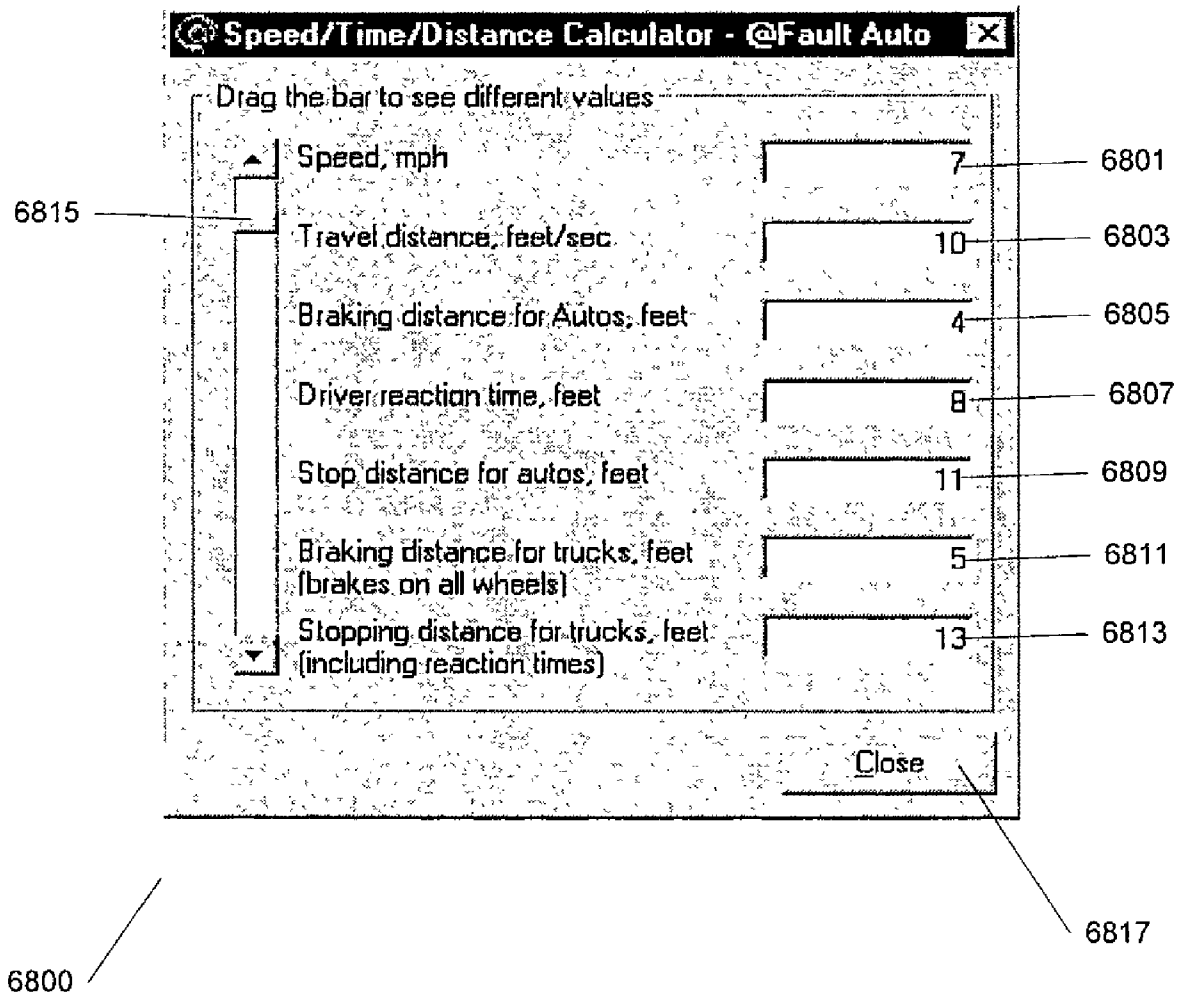 @ Speed/Time/Distance Calculator - @Fault Auto
Drag the bar to see different values
Speed, mph 7 6801
6815
Travel distance, feet/sec 10 6803
Braking distance for Autos, feet 4 6805
Driver reaction time, feet 8 6807
Stop distance for autos, feet 11 6809
Braking distance for trucks, feet 5 6811
(brakes on all wheels)
Stopping distance for trucks, feet 13 6813
(including reaction times)
Close
6817
6800